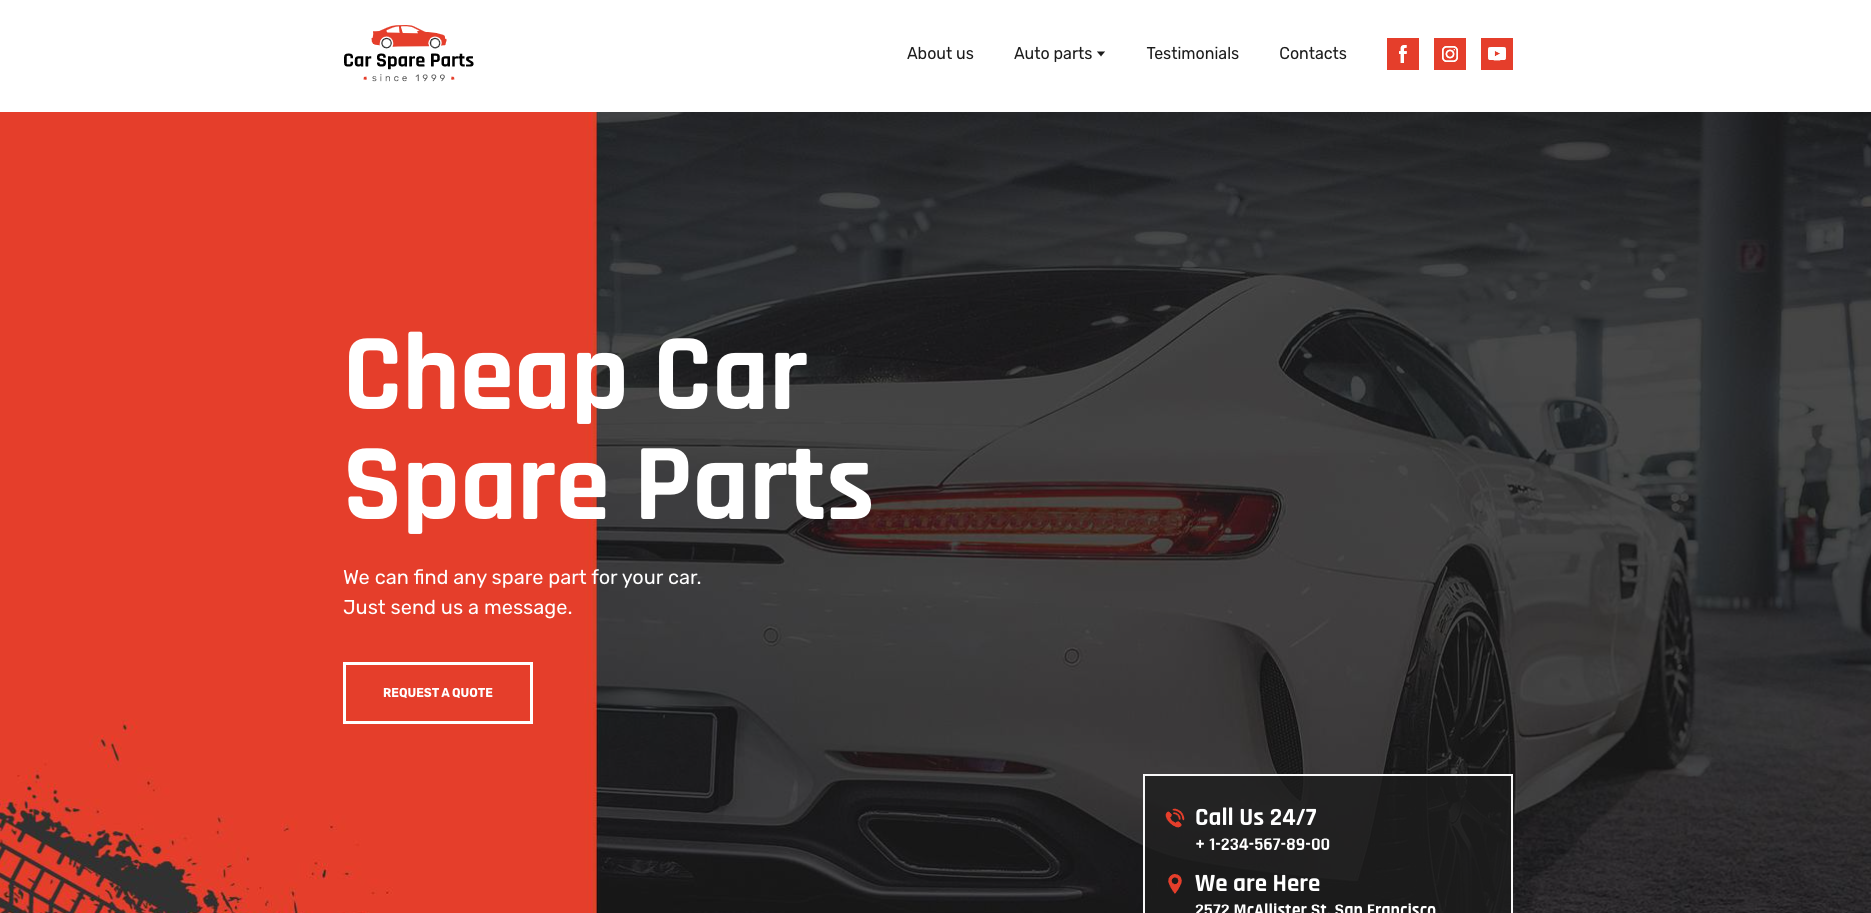 Car Spare Parts
since 1999
About us
Auto parts
Testimonials
Contacts
Cheap Car
Spare Parts
We can find any spare part for your car.
Just send us a message.
REQUEST A QUOTE
Call Us 24/7
+ 1-234-567-89-00
We are Here
2572 McAllister St, San Francisco